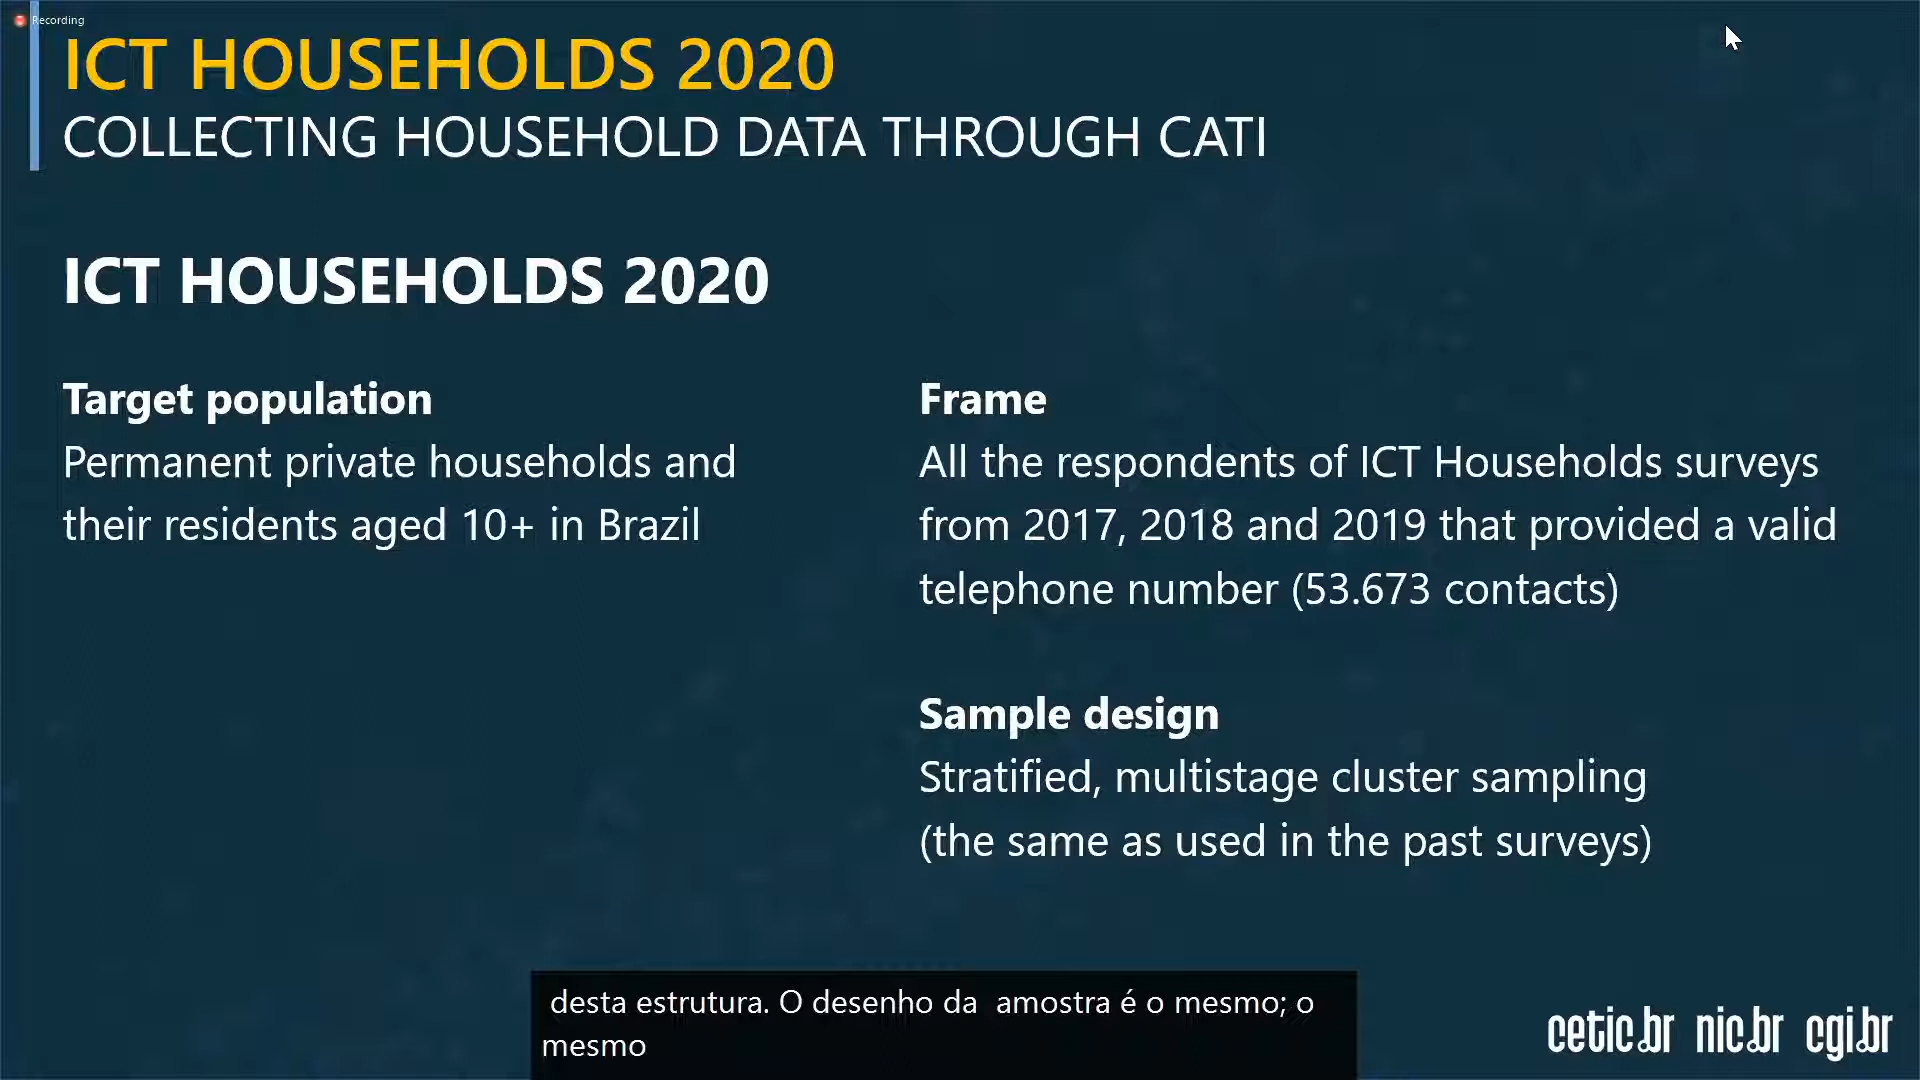 Recording
ICT HOUSEHOLDS 2020
COLLECTING HOUSEHOLD DATA THROUGH CATI
ICT HOUSEHOLDS 2020
Target population
Permanent private households and
their residents aged 10+ in Brazil
Frame
All the respondents of ICT Households surveys
from 2017, 2018 and 2019 that provided a valid
telephone number (53.673 contacts)
Sample design
Stratified, multistage cluster sampling
(the same as used in the past surveys)
desta estrutura. O desenho da  amostra é o mesmo; o
mesmo
cetic.br nic.br cgi.br